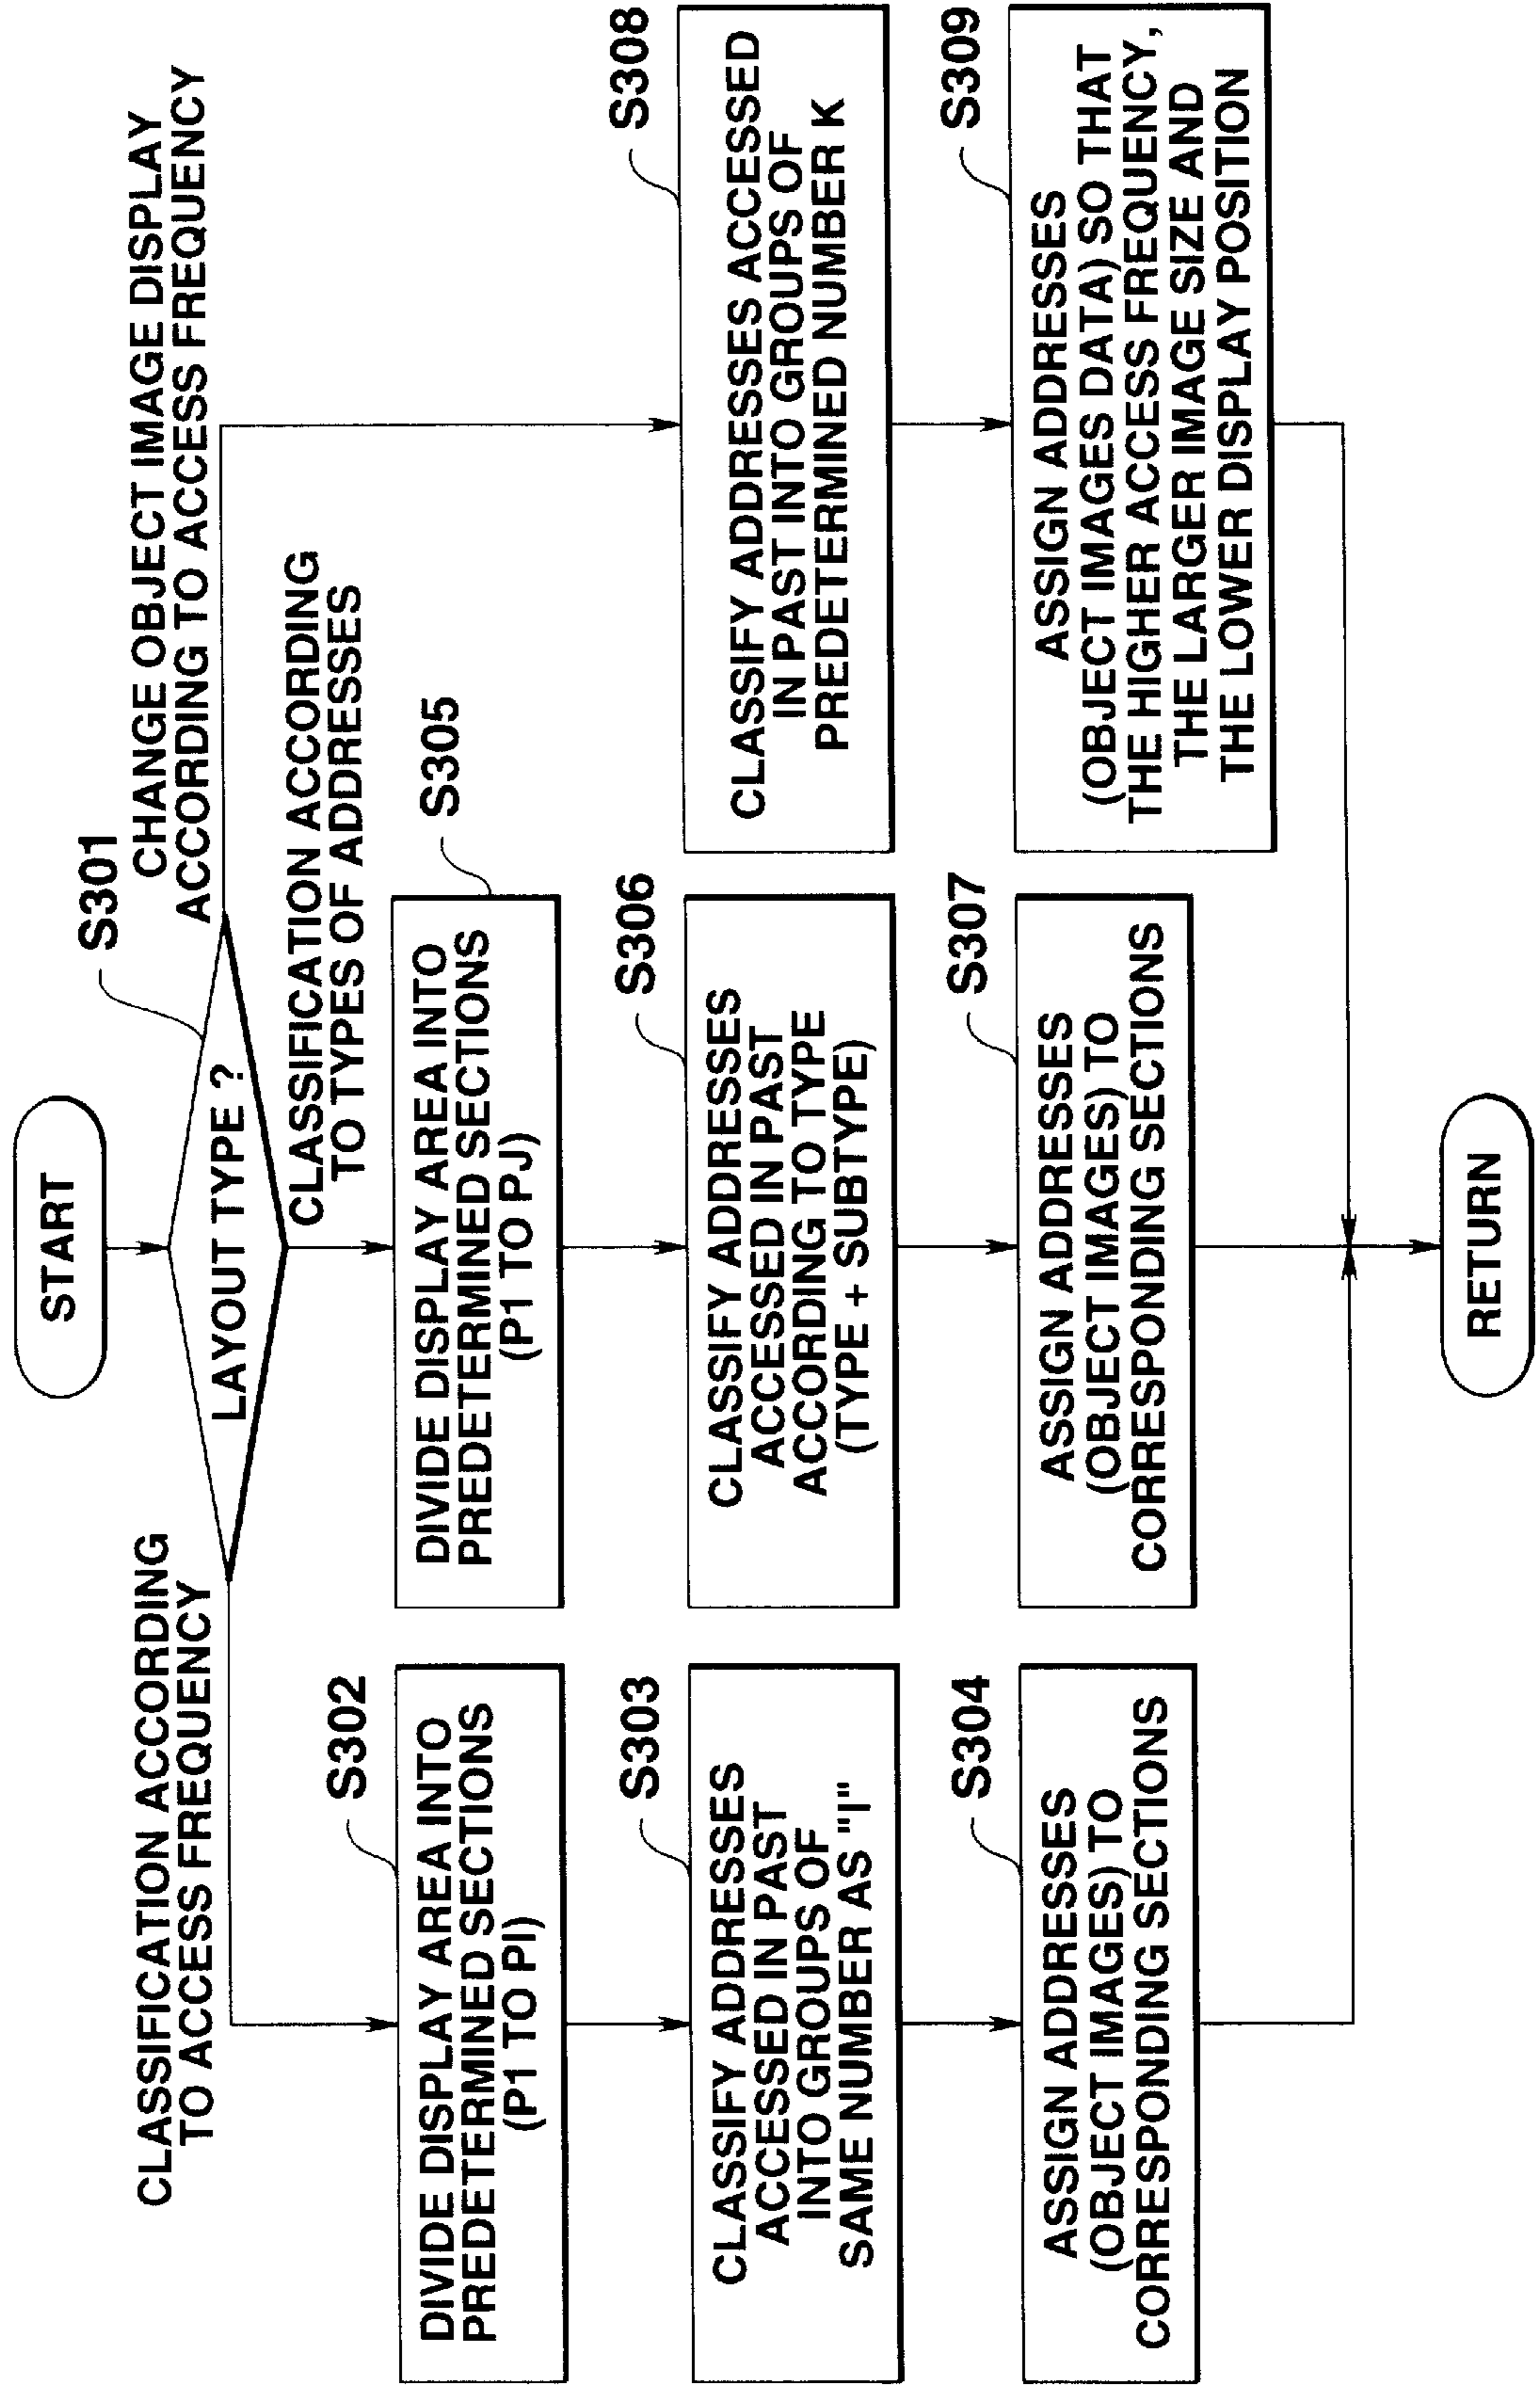 START
S301
LAYOUT TYPE ?
CLASSIFICATION ACCORDING
TO ACCESS FREQUENCY
CLASSIFICATION ACCORDING
TO TYPES OF ADDRESSES
CHANGE OBJECT IMAGE DISPLAY
ACCORDING TO ACCESS FREQUENCY
S302
DIVIDE DISPLAY AREA INTO
PREDETERMINED SECTIONS
(P1 TO PI)
S303
CLASSIFY ADDRESSES
ACCESSED IN PAST
INTO GROUPS OF
SAME NUMBER AS "I"
S304
ASSIGN ADDRESSES
(OBJECT IMAGES) TO
CORRESPONDING SECTIONS
S305
DIVIDE DISPLAY AREA INTO
PREDETERMINED SECTIONS
(P1 TO PJ)
S306
CLASSIFY ADDRESSES
ACCESSED IN PAST
ACCORDING TO TYPE
(TYPE + SUBTYPE)
S307
ASSIGN ADDRESSES
(OBJECT IMAGES) TO
CORRESPONDING SECTIONS
S308
CLASSIFY ADDRESSES ACCESSED
IN PAST INTO GROUPS OF
PREDETERMINED NUMBER K
S309
ASSIGN ADDRESSES
(OBJECT IMAGES DATA) SO THAT
THE HIGHER ACCESS FREQUENCY,
THE LARGER IMAGE SIZE AND
THE LOWER DISPLAY POSITION
RETURN